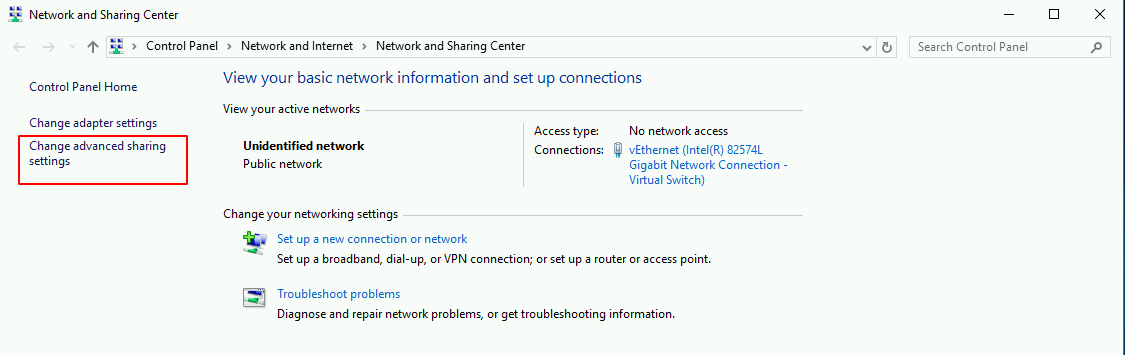 Network and Sharing Center
Control Panel > Network and Internet > Network and Sharing Center
Search Control Panel
Control Panel Home
Change adapter settings
Change advanced sharing
settings
View your basic network information and set up connections
View your active networks
Unidentified network
Public network
Access type: No network access
Connections: vEthernet (Intel(R) 82574L
Gigabit Network Connection -
Virtual Switch)
Change your networking settings
Set up a new connection or network
Set up a broadband, dial-up, or VPN connection; or set up a router or access point.
Troubleshoot problems
Diagnose and repair network problems, or get troubleshooting information.